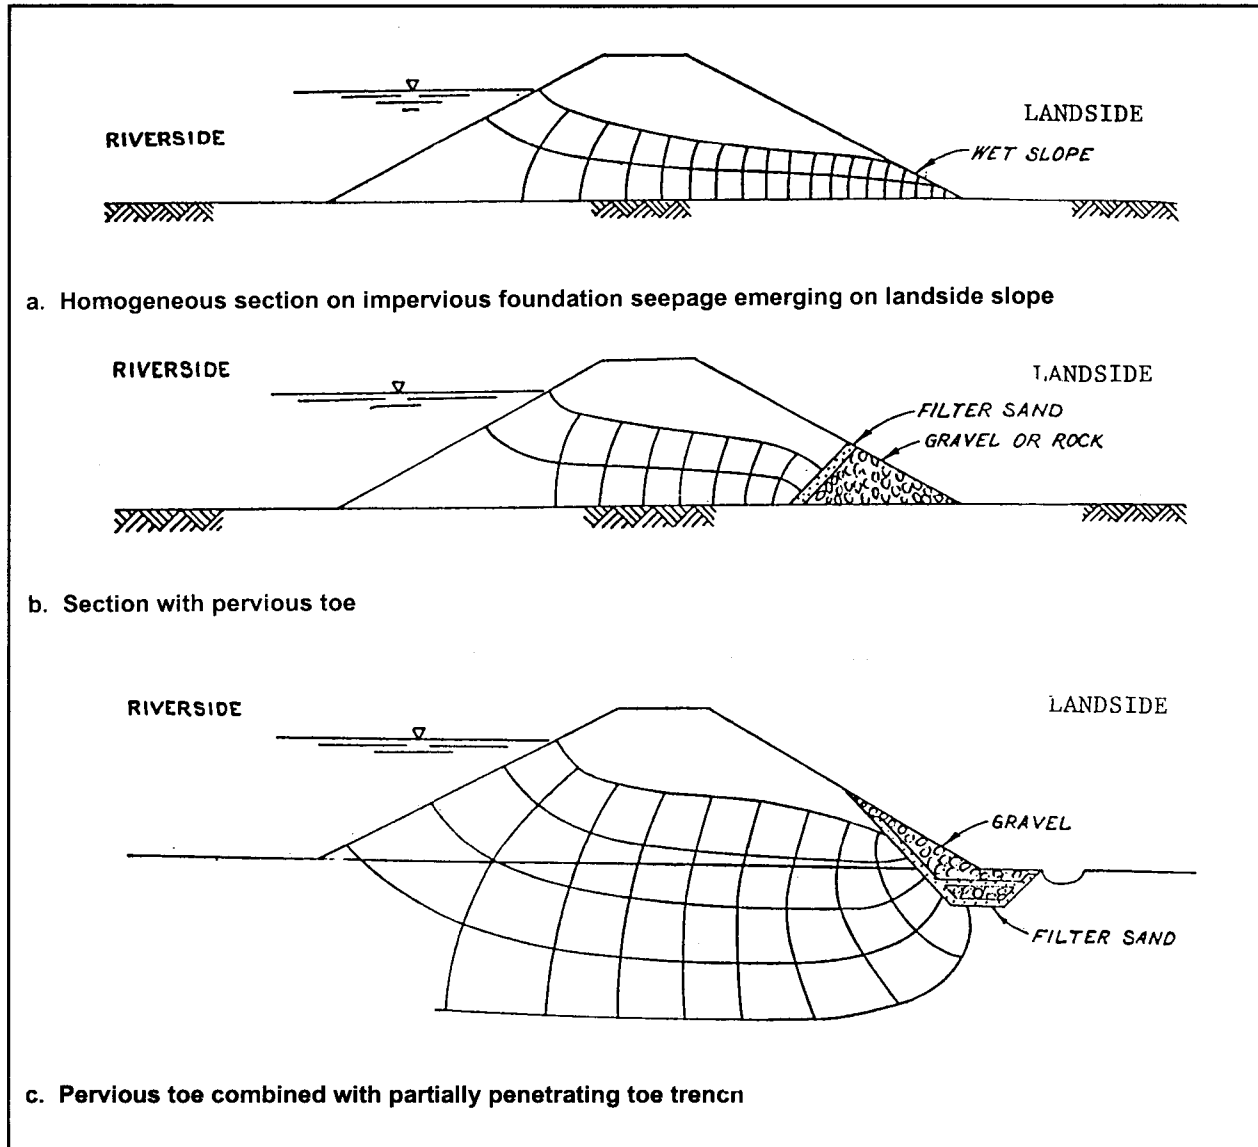 RIVERSIDE
LANDSIDE
WET SLOPE
a. Homogeneous section on impervious foundation seepage emerging on landside slope
RIVERSIDE
LANDSIDE
FILTER SAND
GRAVEL OR ROCK
b. Section with pervious toe
RIVERSIDE
LANDSIDE
GRAVEL
FILTER SAND
c. Pervious toe combined with partially penetrating toe trench